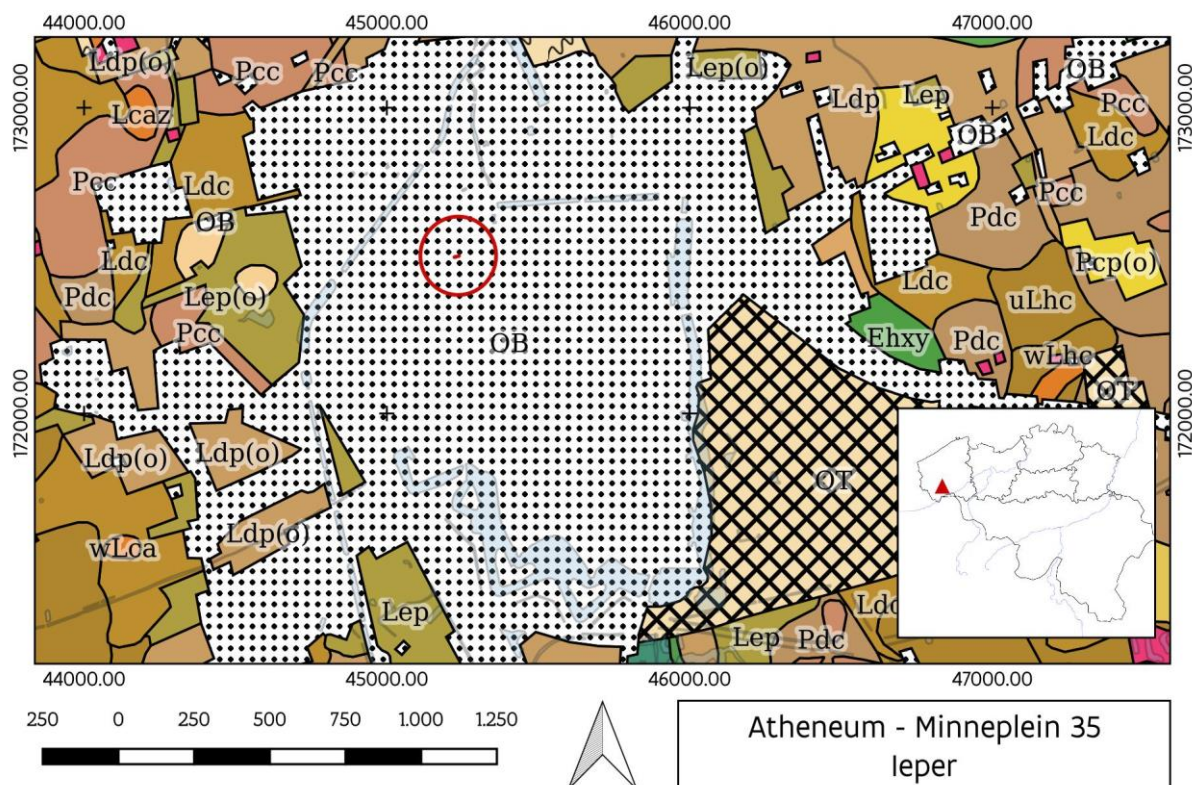 44000.00 45000.00 46000.00 47000.00
173000.00
173000.00
172000.00
172000.00
Ldp(o)
Pcc
Pcc
Lep(o)
Ldp
Lep
OB
Pcc
Lcaz
OB
Ldc
Pcc
Ldc
Pcc
OB
Pdc
Ldc
Pcp(o)
Pdc
Lep(o)
Ldc
uLhc
Pcc
OB
Ehxy
Pdc
wLhc
OT
Ldp(o)
Ldp(o)
OT
wLca
Ldp(o)
Lep
Lep
Pdc
Ldc
44000.00 45000.00 46000.00 47000.00
250 0 250 500 750 1.000 1.250
Atheneum - Minneplein 35
Ieper